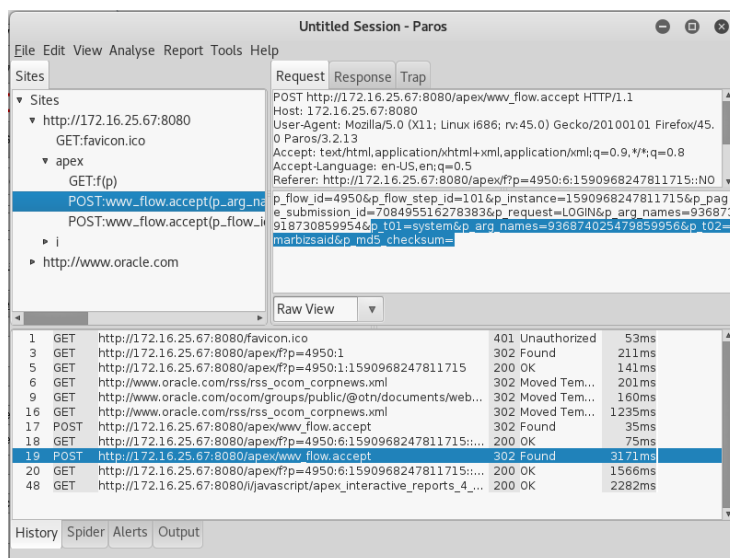 Untitled Session - Paros
File Edit View Analyse Report Tools Help
Sites
Sites
http://172.16.25.67:8080
GET:favicon.ico
apex
GET:f(p)
POST:wwv_flow.accept(p_arg_na
POST:wwv_flow.accept(p_flow_i
i
http://www.oracle.com
Request Response Trap
POST http://172.16.25.67:8080/apex/wwv_flow.accept HTTP/1.1
Host: 172.16.25.67:8080
User-Agent: Mozilla/5.0 (X11; Linux i686; rv:45.0) Gecko/20100101 Firefox/45.
0 Paros/3.2.13
Accept: text/html,application/xhtml+xml,application/xml;q=0.9,*/*;q=0.8
Accept-Language: en-US,en;q=0.5
Referer: http://172.16.25.67:8080/apex/f?p=4950:6:1590968247811715::NO
p_flow_id=4950&p_flow_step_id=101&p_instance=1590968247811715&p_pag
e_submission_id=708495516278383&p_request=LOGIN&p_arg_names=936873
918730859954&p_t01=system&p_arg_names=936874025479859956&p_t02=
marbizsaid&p_md5_checksum=
Raw View
1 GET http://172.16.25.67:8080/favicon.ico 401 Unauthorized 53ms
3 GET http://172.16.25.67:8080/apex/f?p=4950:1 302 Found 211ms
5 GET http://172.16.25.67:8080/apex/f?p=4950:1:1590968247811715 200 OK 141ms
6 GET http://www.oracle.com/rss/rss_ocom_corpnews.xml 302 Moved Tem... 201ms
9 GET http://www.oracle.com/ocom/groups/public/@otn/documents/web... 302 Moved Tem... 160ms
16 GET http://www.oracle.com/rss/rss_ocom_corpnews.xml 302 Moved Tem... 1235ms
17 POST http://172.16.25.67:8080/apex/wwv_flow.accept 302 Found 35ms
18 GET http://172.16.25.67:8080/apex/f?p=4950:6:1590968247811715::... 200 OK 75ms
19 POST http://172.16.25.67:8080/apex/wwv_flow.accept 302 Found 3171ms
20 GET http://172.16.25.67:8080/apex/f?p=4950:6:1590968247811715::... 200 OK 1566ms
48 GET http://172.16.25.67:8080/i/javascript/apex_interactive_reports_4_... 200 OK 2282ms
History Spider Alerts Output